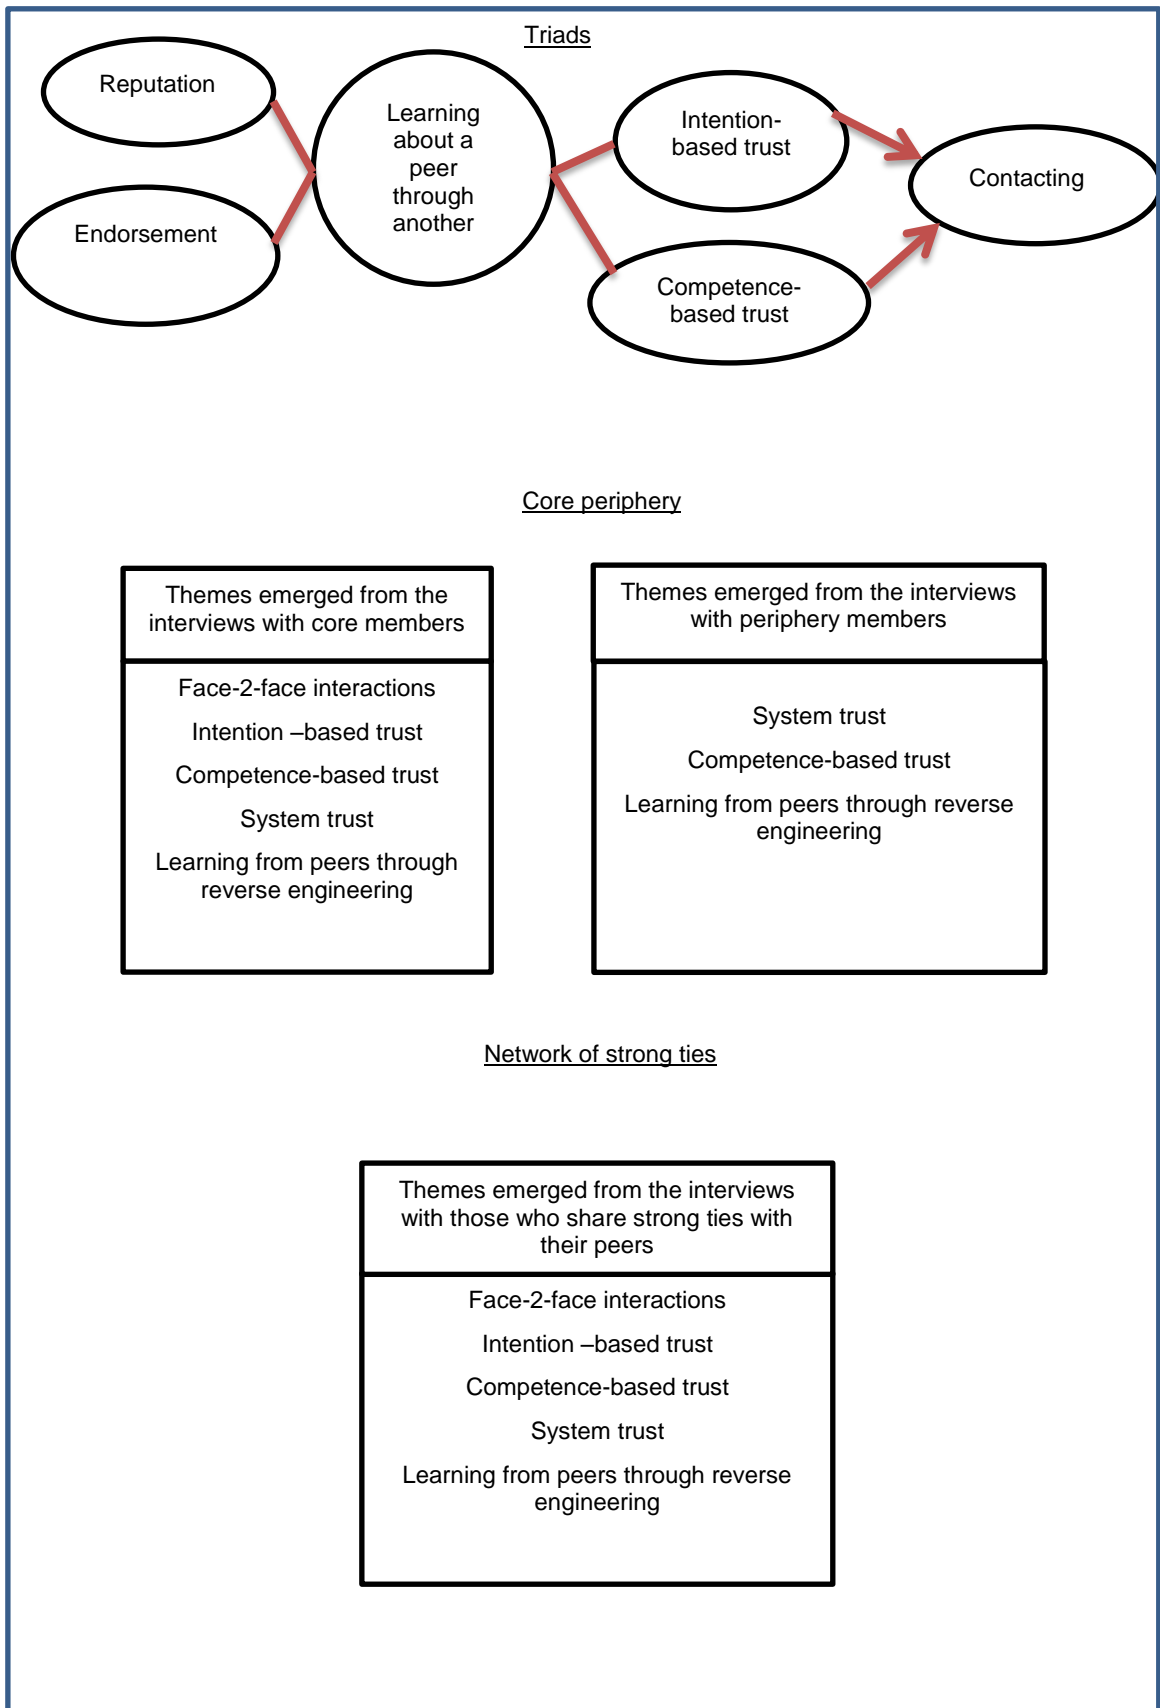 Triads
Reputation
Endorsement
Learning
about a
peer
through
another
Intention-
based trust
Competence-
based trust
Contacting
Core periphery
Themes emerged from the
interviews with core members
Face-2-face interactions
Intention –based trust
Competence-based trust
System trust
Learning from peers through
reverse engineering
Themes emerged from the interviews
with periphery members
System trust
Competence-based trust
Learning from peers through reverse
engineering
Network of strong ties
Themes emerged from the interviews
with those who share strong ties with
their peers
Face-2-face interactions
Intention –based trust
Competence-based trust
System trust
Learning from peers through reverse
engineering